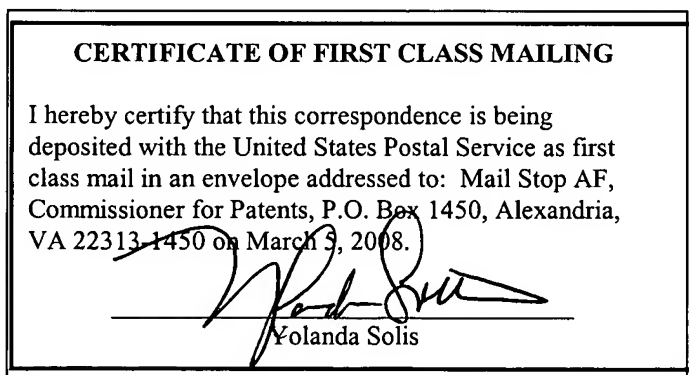 CERTIFICATE OF FIRST CLASS MAILING
I hereby certify that this correspondence is being
deposited with the United States Postal Service as first
class mail in an envelope addressed to: Mail Stop AF,
Commissioner for Patents, P.O. Box 1450, Alexandria,
VA 22313-1450 on March 5, 2008.
Yolanda Solis
Yolanda Solis